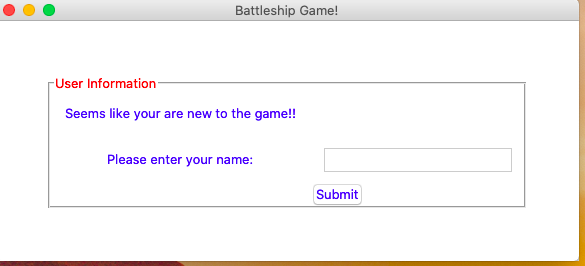 Battleship Game!
User Information
Seems like your are new to the game!!
Please enter your name:
Submit